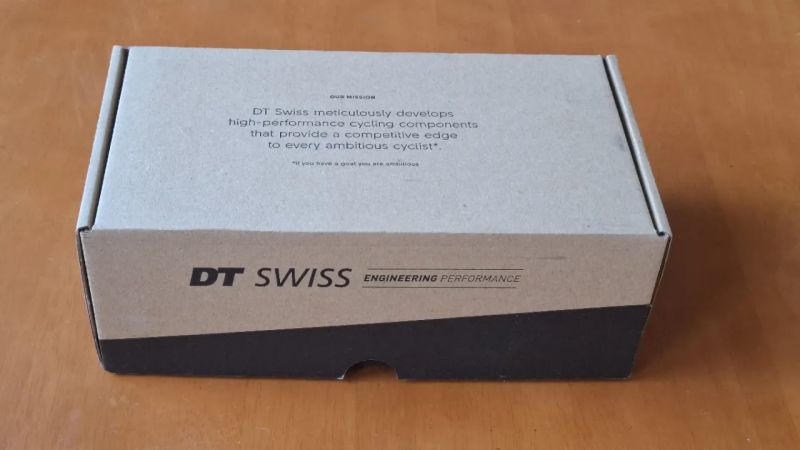 OUR MISSION
DT Swiss meticulously develops
high-performance cycling components
that provide a competitive edge
to every ambitious cyclist*.
*If you have a goal you are ambitious
DT SWISS ENGINEERING PERFORMANCE